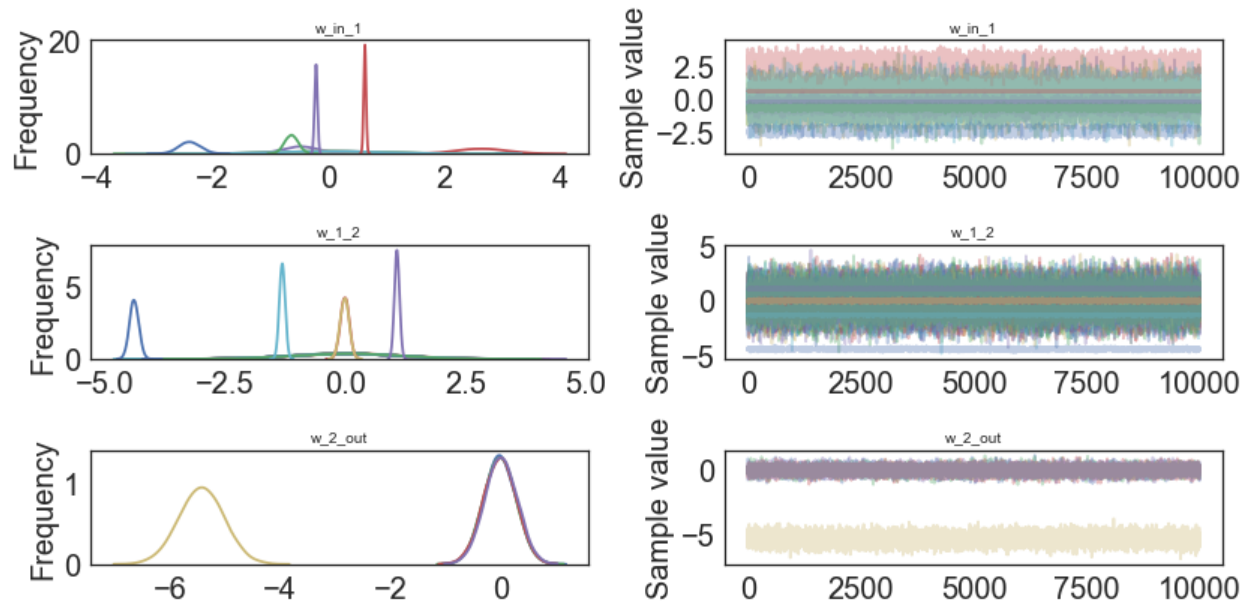 w_in_1
Frequency
20
0
−4 −2 0 2 4
w_in_1
Sample value
2.5
0.0
−2.5
0 2500 5000 7500 10000
w_1_2
Frequency
5
0
−5.0 −2.5 0.0 2.5 5.0
w_1_2
Sample value
5
0
−5
0 2500 5000 7500 10000
w_2_out
Frequency
1
0
−6 −4 −2 0
w_2_out
Sample value
0
−5
0 2500 5000 7500 10000